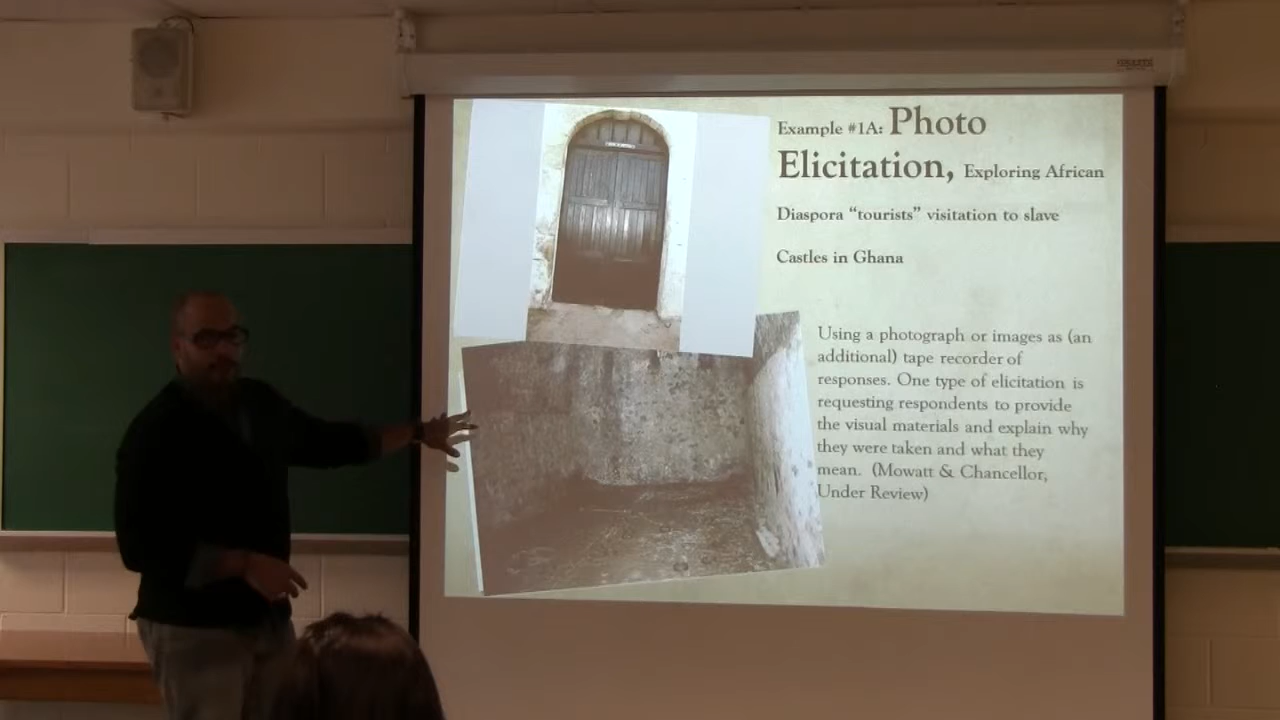 Example #1A: Photo
Elicitation, Exploring African
Diaspora “tourists” visitation to slave
Castles in Ghana
Using a photograph or images as (an
additional) tape recorder of
responses. One type of elicitation is
requesting respondents to provide
the visual materials and explain why
they were taken and what they
mean. (Mowatt & Chancellor,
Under Review)